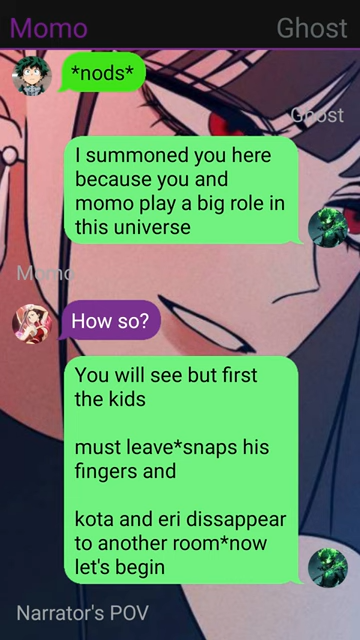 Momo Ghost
*nods*
Ghost
I summoned you here
because you and
momo play a big role in
this universe
Momo
How so?
You will see but first
the kids
must leave*snaps his
fingers and
kota and eri dissappear
to another room*now
let's begin
Narrator's POV